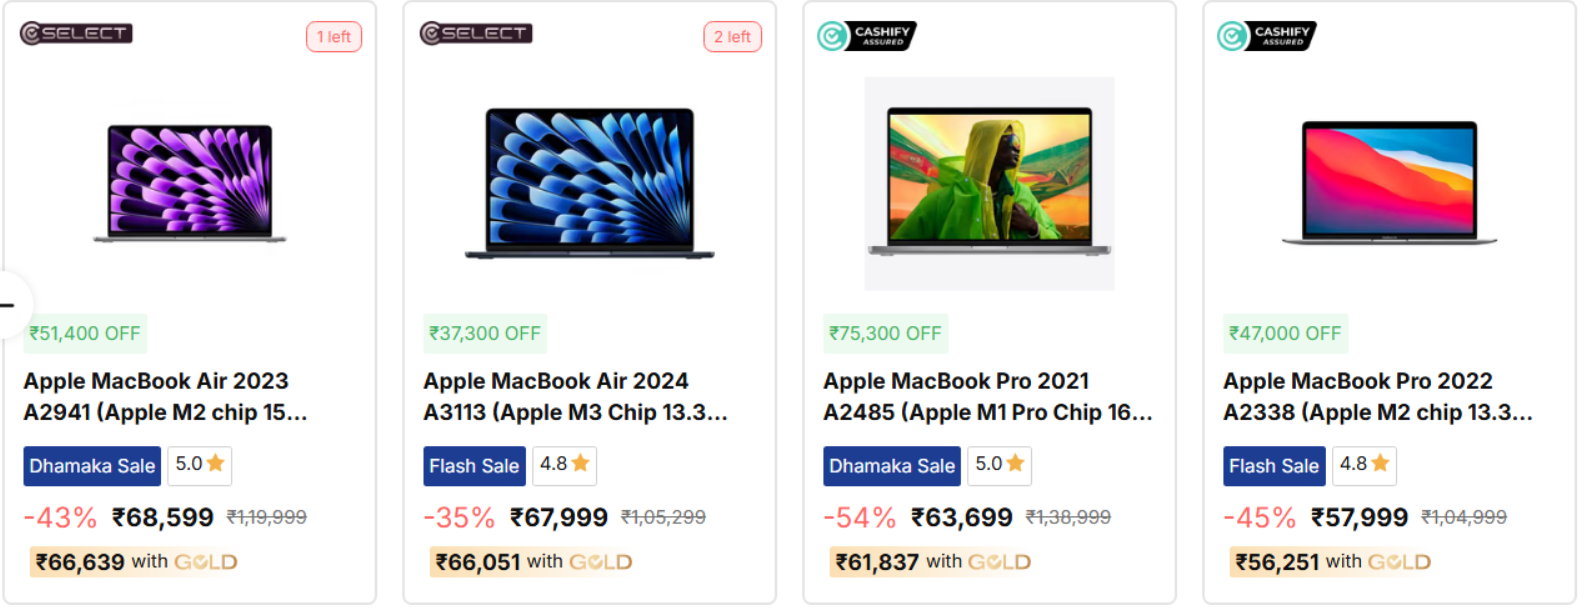 SELECT
1 left
₹51,400 OFF
Apple MacBook Air 2023
A2941 (Apple M2 chip 15...
Dhamaka Sale 5.0
-43% ₹68,599 ₹1,19,999
₹66,639 with GOLD
SELECT
2 left
₹37,300 OFF
Apple MacBook Air 2024
A3113 (Apple M3 Chip 13.3...
Flash Sale 4.8
-35% ₹67,999 ₹1,05,299
₹66,051 with GOLD
CASHIFY
ASSURED
₹75,300 OFF
Apple MacBook Pro 2021
A2485 (Apple M1 Pro Chip 16...
Dhamaka Sale 5.0
-54% ₹63,699 ₹1,38,999
₹61,837 with GOLD
CASHIFY
ASSURED
₹47,000 OFF
Apple MacBook Pro 2022
A2338 (Apple M2 chip 13.3...
Flash Sale 4.8
-45% ₹57,999 ₹1,04,999
₹56,251 with GOLD